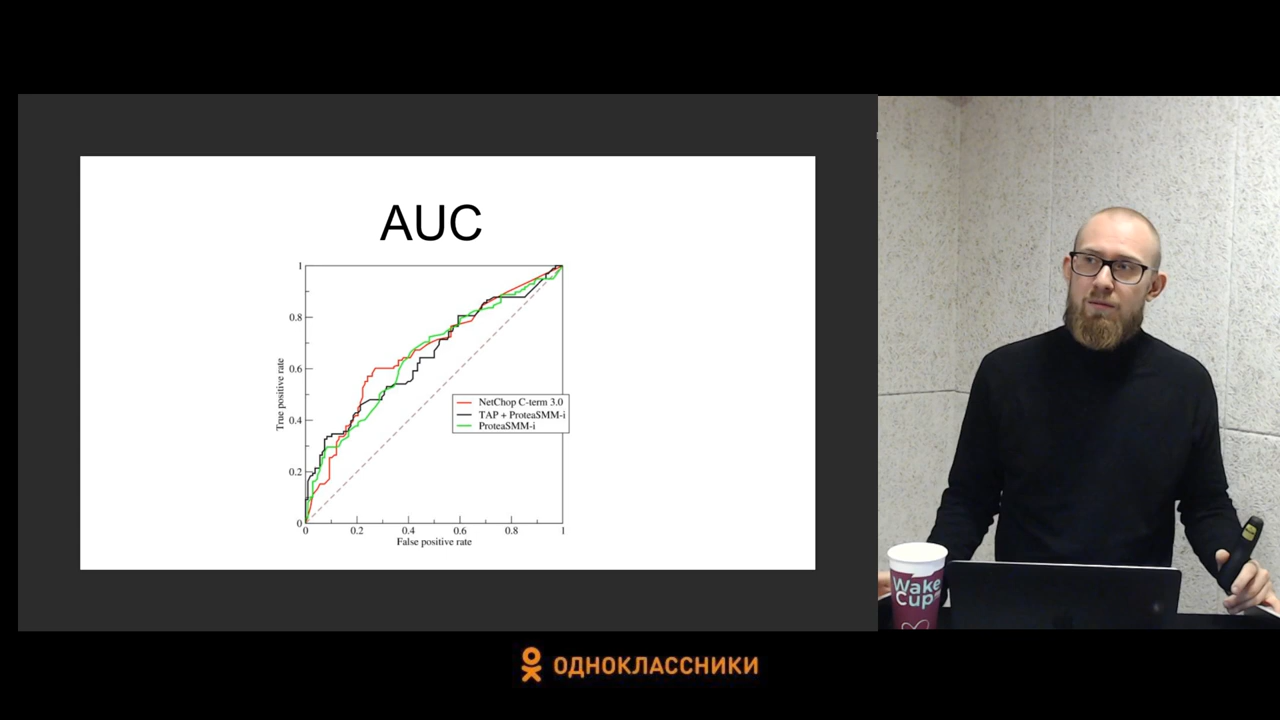 AUC
1
0.8
0.6
0.4
0.2
0
True positive rate
NetChop C-term 3.0
TAP + ProteaSMM-i
ProteaSMM-i
0 0.2 0.4 0.6 0.8 1
False positive rate
Wake
Cup
ОДНОКЛАССНИКИ